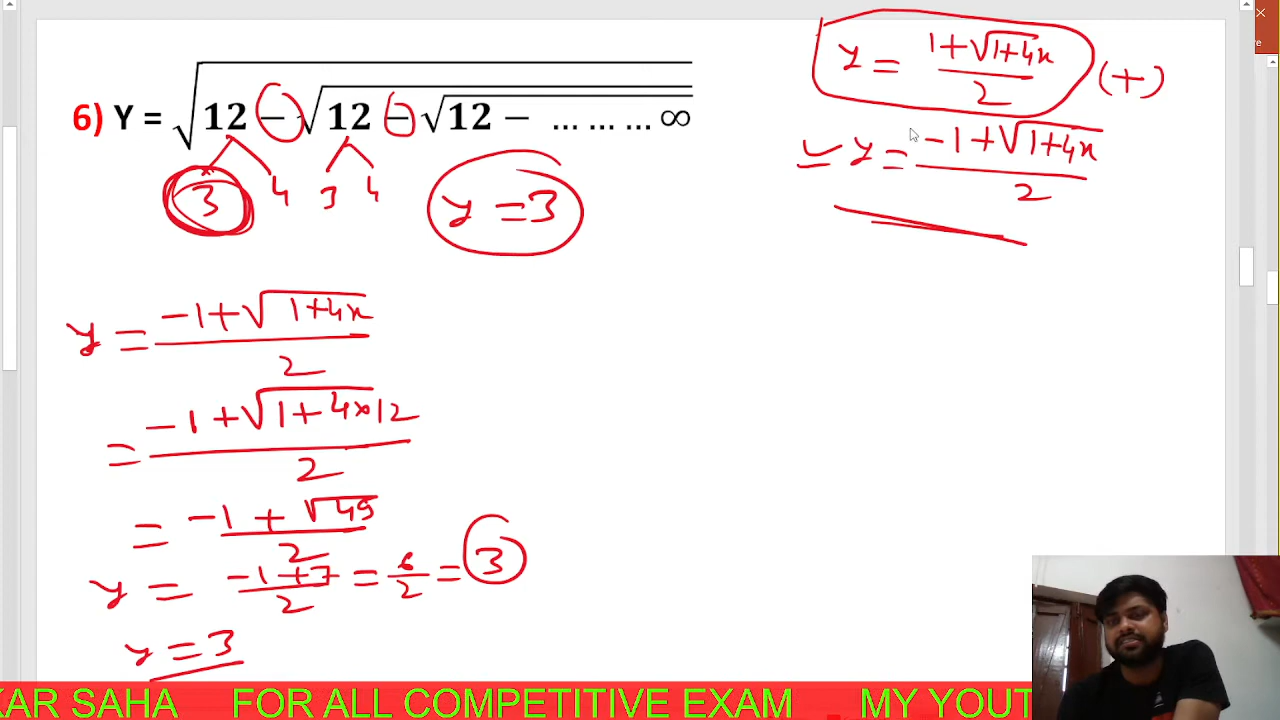 6) Y = √12 − √12 − √12 − ... ... ... ∞
3 4 3 4
y = 3
y = 1+√1+4x / 2 (+)
y = -1+√1+4x / 2
y = -1+√1+4x / 2
= -1+√1+4×12 / 2
= -1 + √49 / 2
y = -1+7 / 2 = 6/2 = 3
y = 3
KAR SAHA FOR ALL COMPETITIVE EXAM MY YOUT